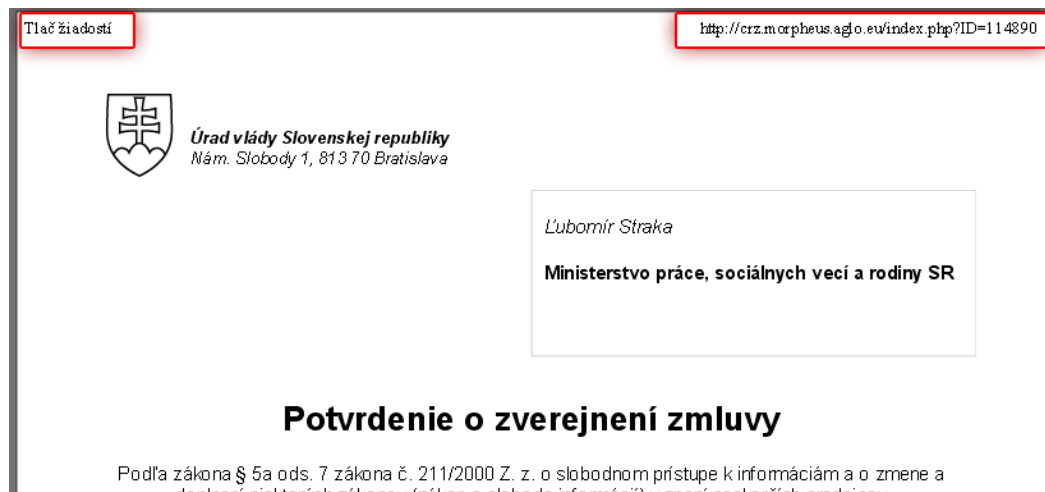 Tlač žiadostí
http://crz.morpheus.aglo.eu/index.php?ID=114890
Úrad vlády Slovenskej republiky
Nám. Slobody 1, 813 70 Bratislava
Ľubomír Straka
Ministerstvo práce, sociálnych vecí a rodiny SR
Potvrdenie o zverejnení zmluvy
Podľa zákona § 5a ods. 7 zákona č. 211/2000 Z. z. o slobodnom prístupe k informáciám a o zmene a